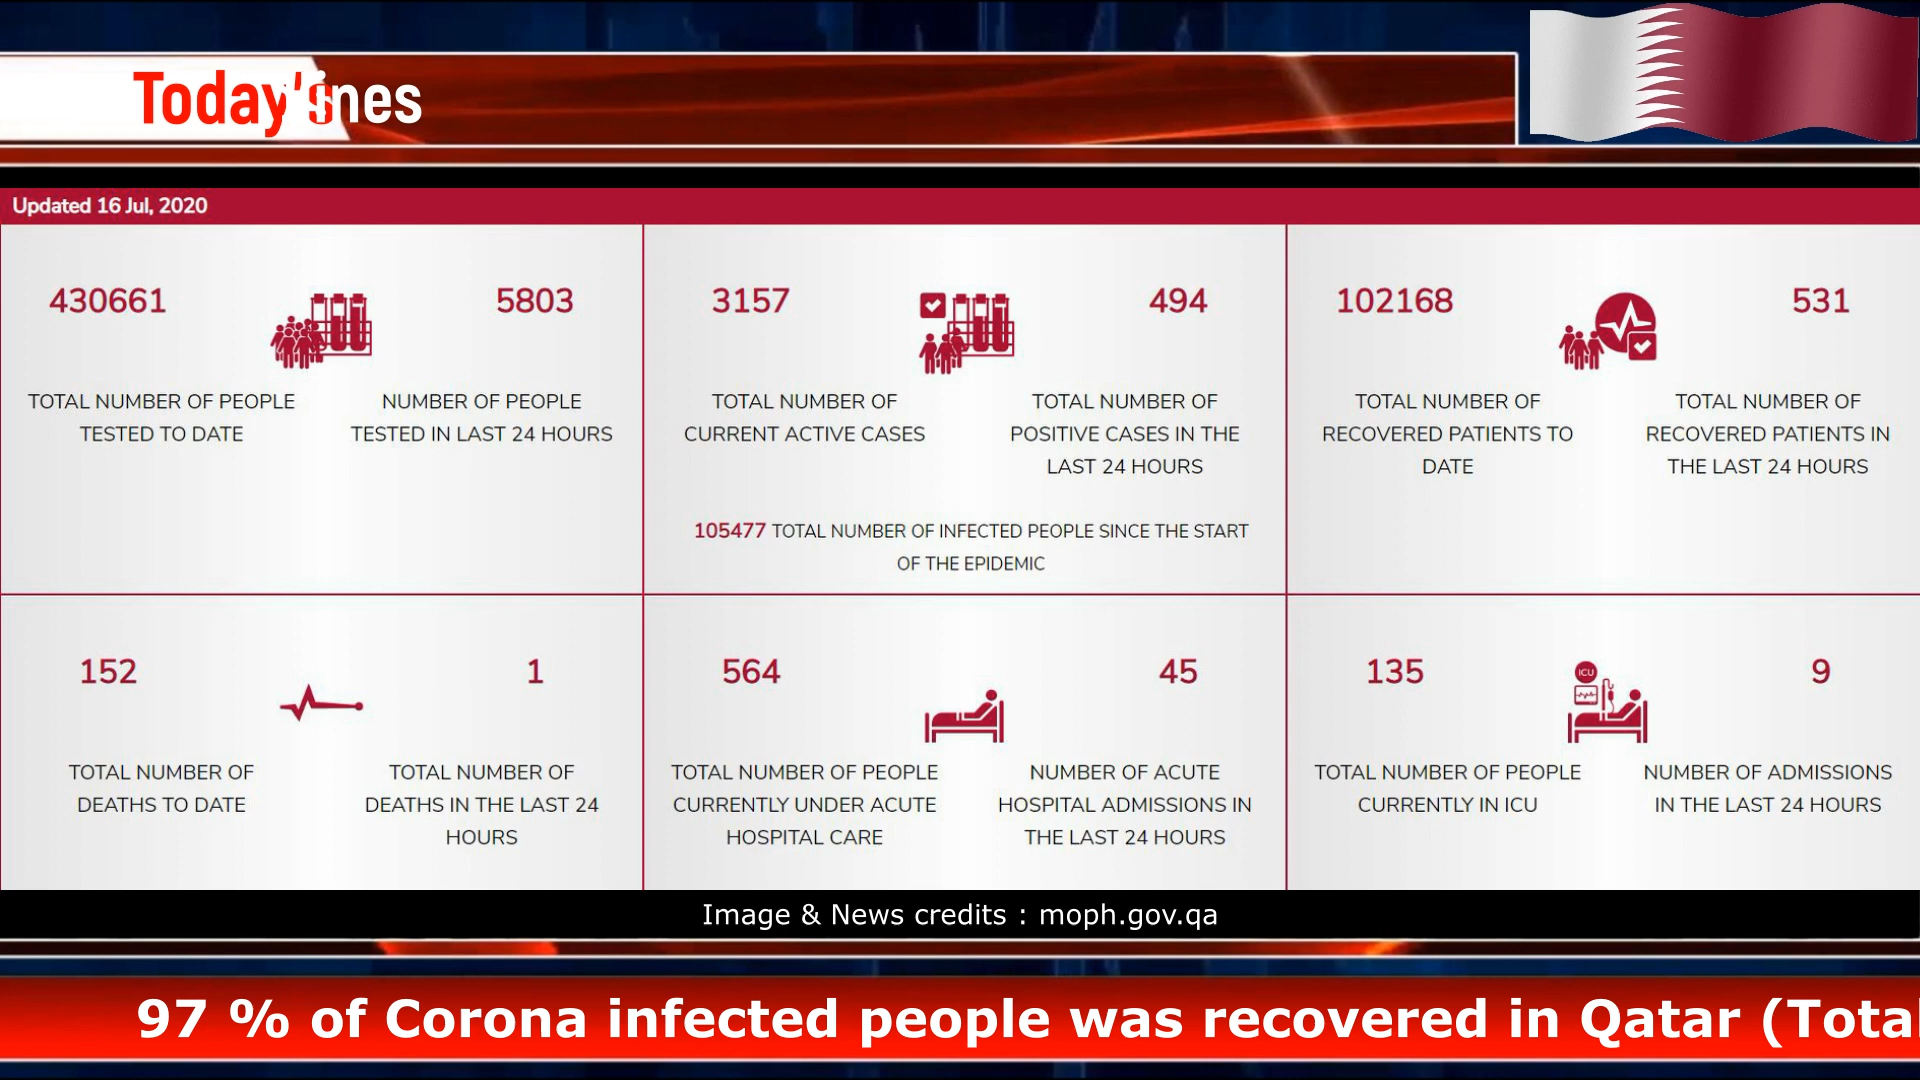 Today's
ines
Updated 16 Jul, 2020
430661
5803
TOTAL NUMBER OF PEOPLE
TESTED TO DATE
NUMBER OF PEOPLE
TESTED IN LAST 24 HOURS
3157
494
TOTAL NUMBER OF
CURRENT ACTIVE CASES
TOTAL NUMBER OF
POSITIVE CASES IN THE
LAST 24 HOURS
105477 TOTAL NUMBER OF INFECTED PEOPLE SINCE THE START
OF THE EPIDEMIC
102168
531
TOTAL NUMBER OF
RECOVERED PATIENTS TO
DATE
TOTAL NUMBER OF
RECOVERED PATIENTS IN
THE LAST 24 HOURS
152
1
TOTAL NUMBER OF
DEATHS TO DATE
TOTAL NUMBER OF
DEATHS IN THE LAST 24
HOURS
564
45
TOTAL NUMBER OF PEOPLE
CURRENTLY UNDER ACUTE
HOSPITAL CARE
NUMBER OF ACUTE
HOSPITAL ADMISSIONS IN
THE LAST 24 HOURS
135
ICU
9
TOTAL NUMBER OF PEOPLE
CURRENTLY IN ICU
NUMBER OF ADMISSIONS
IN THE LAST 24 HOURS
Image & News credits : moph.gov.qa
97 % of Corona infected people was recovered in Qatar (Tota